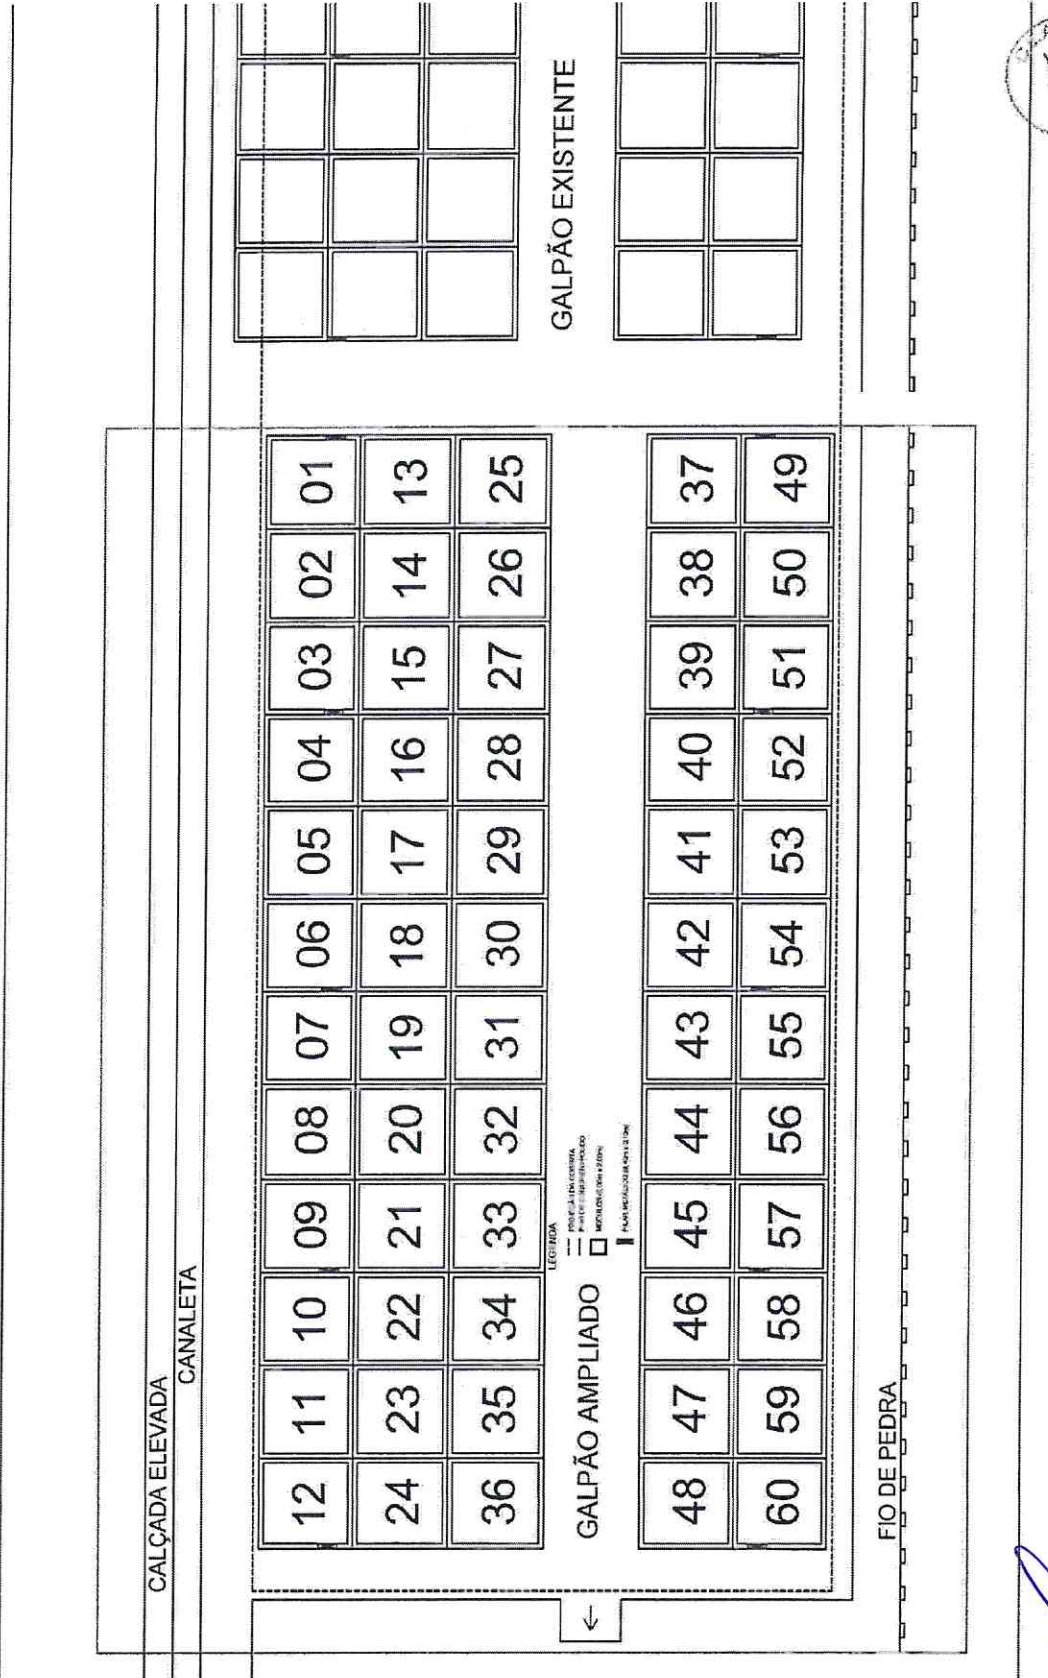 CALÇADA ELEVADA
CANALETA
12 11 10 09 08 07 06 05 04 03 02 01
24 23 22 21 20 19 18 17 16 15 14 13
36 35 34 33 32 31 30 29 28 27 26 25
LEGENDA
PROJEÇÃO DA COBERTA
GALPÃO AMPLIADO
GALPÃO EXISTENTE
48 47 46 45 44 43 42 41 40 39 38 37
60 59 58 57 56 55 54 53 52 51 50 49
FIO DE PEDRA